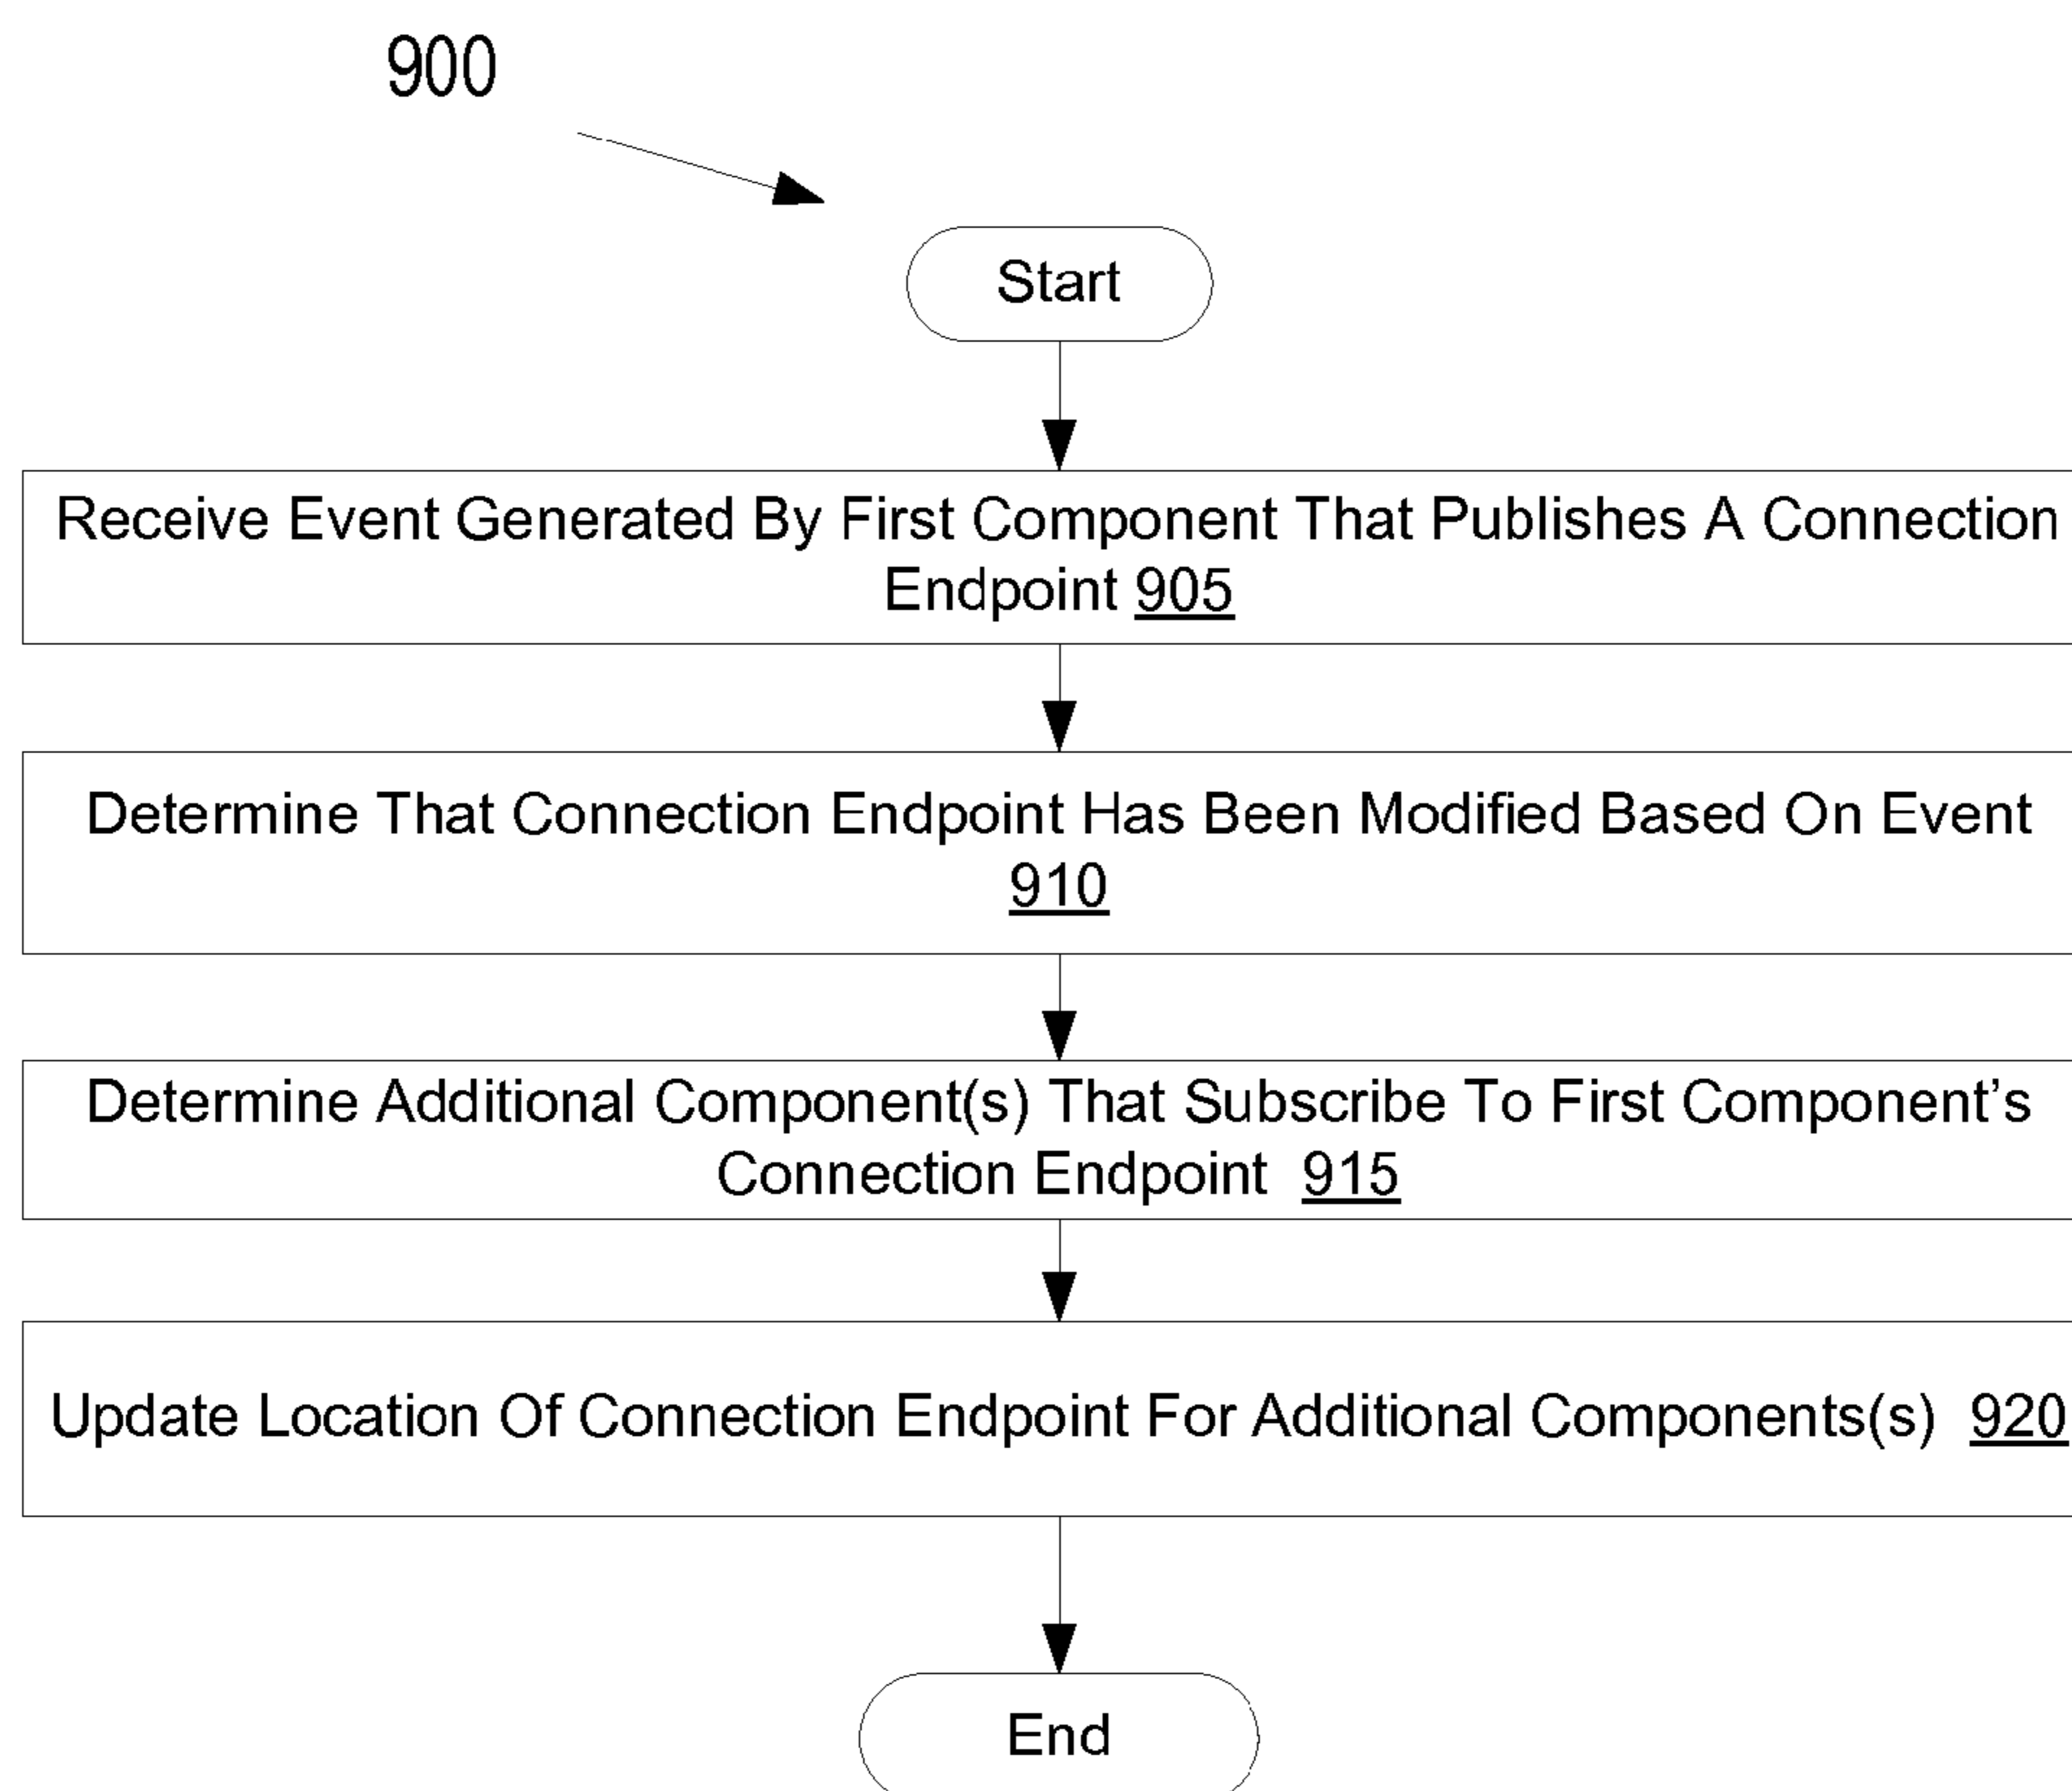 900
Start
Receive Event Generated By First Component That Publishes A Connection
Endpoint 905
Determine That Connection Endpoint Has Been Modified Based On Event
910
Determine Additional Component(s) That Subscribe To First Component’s
Connection Endpoint 915
Update Location Of Connection Endpoint For Additional Components(s) 920
End